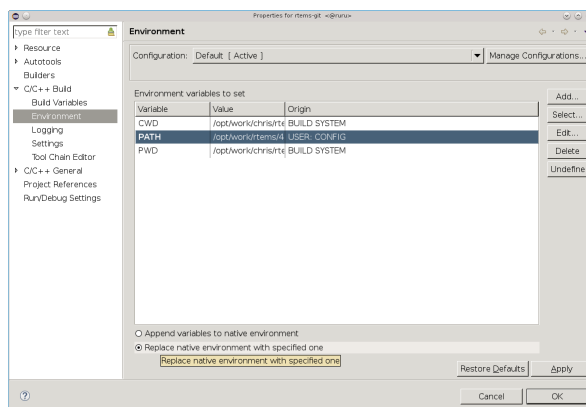 Properties for rtems-git <@ruru>
type filter text
Environment
Resource
Autotools
Builders
C/C++ Build
Build Variables
Environment
Logging
Settings
Tool Chain Editor
C/C++ General
Project References
Run/Debug Settings
Configuration: Default [ Active ]
Manage Configurations...
Environment variables to set
Variable Value Origin
CWD /opt/work/chris/rte BUILD SYSTEM
PATH /opt/work/rtems/4 USER: CONFIG
PWD /opt/work/chris/rte BUILD SYSTEM
Add...
Select...
Edit...
Delete
Undefine
Append variables to native environment
Replace native environment with specified one
Replace native environment with specified one
Restore Defaults
Apply
Cancel
OK